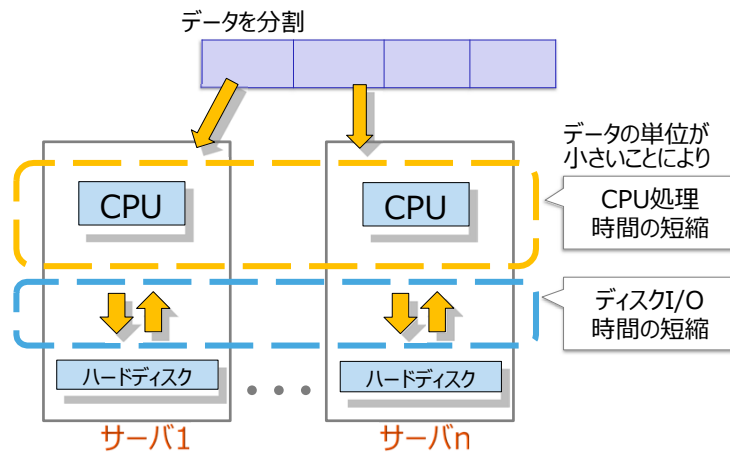 データを分割
データの単位が
小さいことにより
CPU
CPU
CPU処理
時間の短縮
ディスクI/O
時間の短縮
ハードディスク
ハードディスク
サーバ1
サーバn